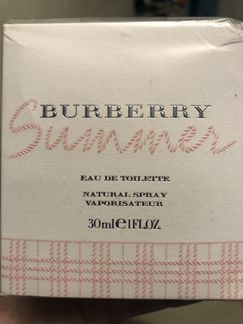 BURBERRY
Summer
EAU DE TOILETTE
NATURAL SPRAY
VAPORISATEUR
30ml℮1FL.OZ.